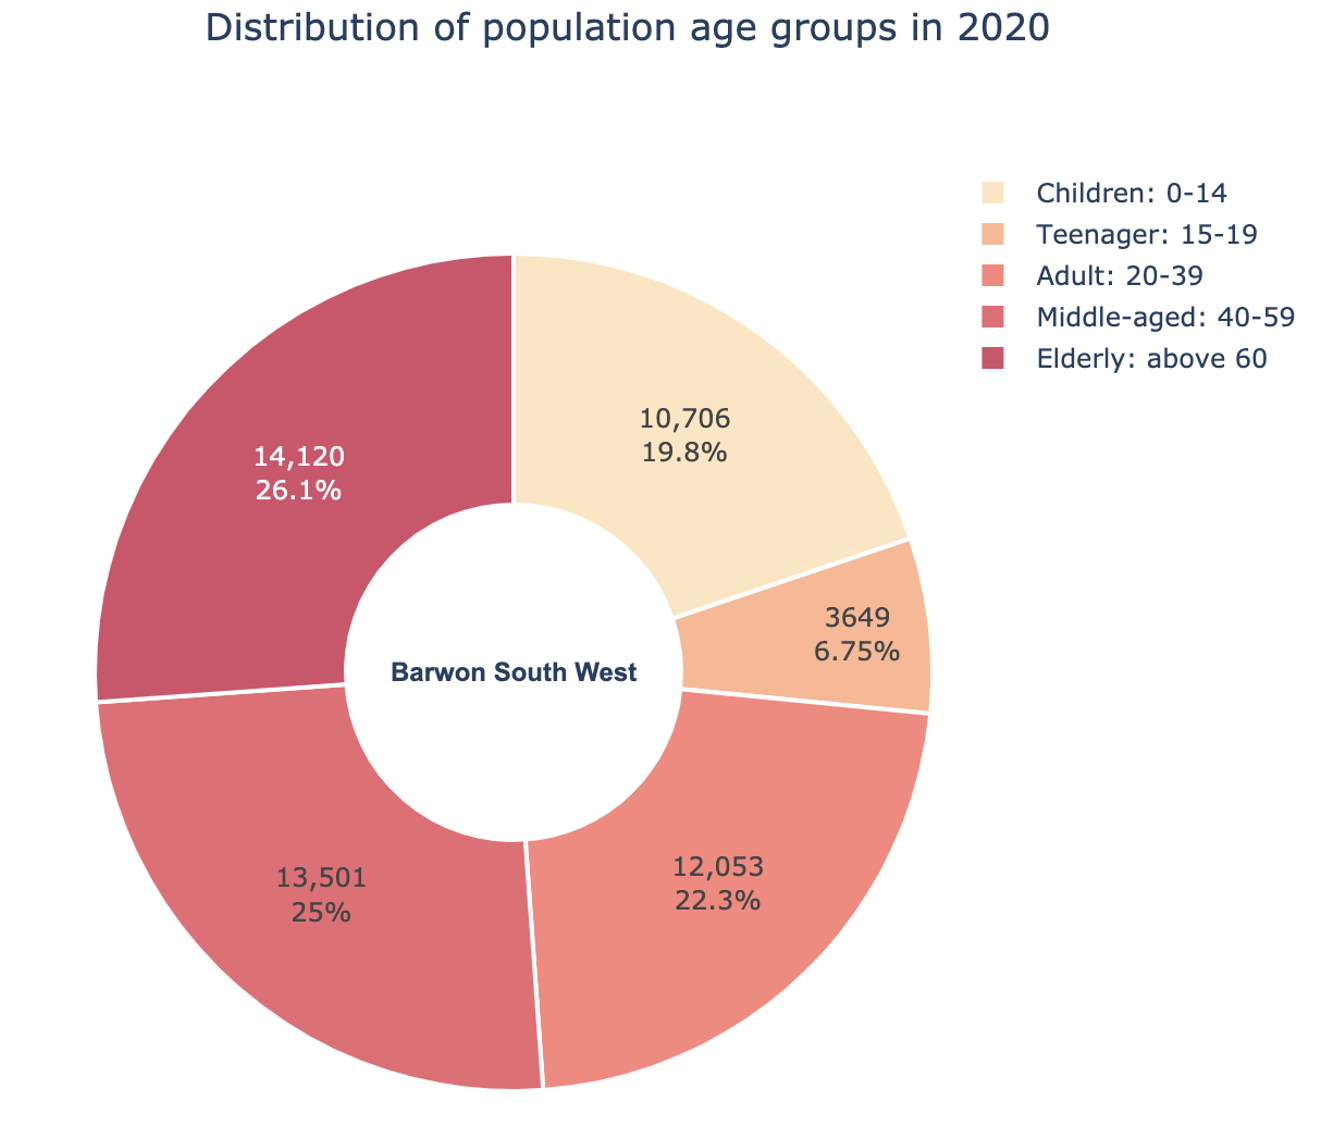 Distribution of population age groups in 2020
Children: 0-14
Teenager: 15-19
Adult: 20-39
Middle-aged: 40-59
Elderly: above 60
10,706
19.8%
14,120
26.1%
3649
6.75%
Barwon South West
12,053
22.3%
13,501
25%